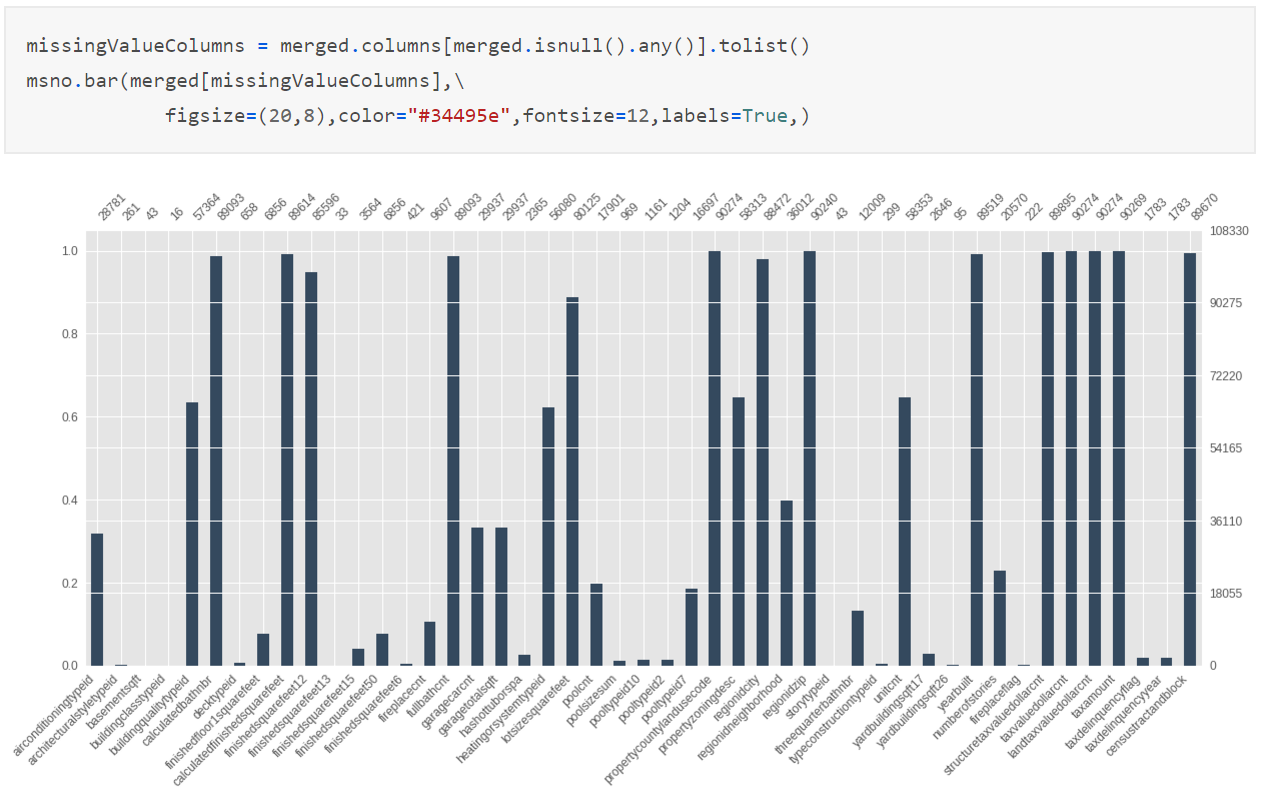 missingValueColumns = merged.columns[merged.isnull().any()].tolist()
msno.bar(merged[missingValueColumns],\
figsize=(20,8),color="#34495e",fontsize=12,labels=True,)
28781
261
43
16
57364
89093
658
6856
89614
85596
33
3564
6856
421
9607
89093
29937
29937
2365
56080
80125
17901
969
1161
1204
16697
90274
58313
88472
36012
90240
43
12009
299
58353
2646
95
89519
20570
222
89895
90274
90274
90269
1783
1783
89670
1.0
0.8
0.6
0.4
0.2
0.0
108330
90275
72220
54165
36110
18055
0
airconditioningtypeid
architecturalstyletypeid
basementsqft
buildingclasstypeid
buildingqualitytypeid
calculatedbathnbr
decktypeid
finishedfloor1squarefeet
calculatedfinishedsquarefeet
finishedsquarefeet12
finishedsquarefeet13
finishedsquarefeet15
finishedsquarefeet50
finishedsquarefeet6
fireplacecnt
fullbathcnt
garagecarcnt
garagetotalsqft
hashottuborspa
heatingorsystemtypeid
lotsizesquarefeet
poolcnt
poolsizesum
pooltypeid10
pooltypeid2
pooltypeid7
propertycountylandusecode
propertyzoningdesc
regionidcity
regionidneighborhood
regionidzip
storytypeid
threequarterbathnbr
typeconstructiontypeid
unitcnt
yardbuildingsqft17
yardbuildingsqft26
yearbuilt
numberofstories
fireplaceflag
structuretaxvaluedollarcnt
taxvaluedollarcnt
landtaxvaluedollarcnt
taxamount
taxdelinquencyflag
taxdelinquencyyear
censustractandblock